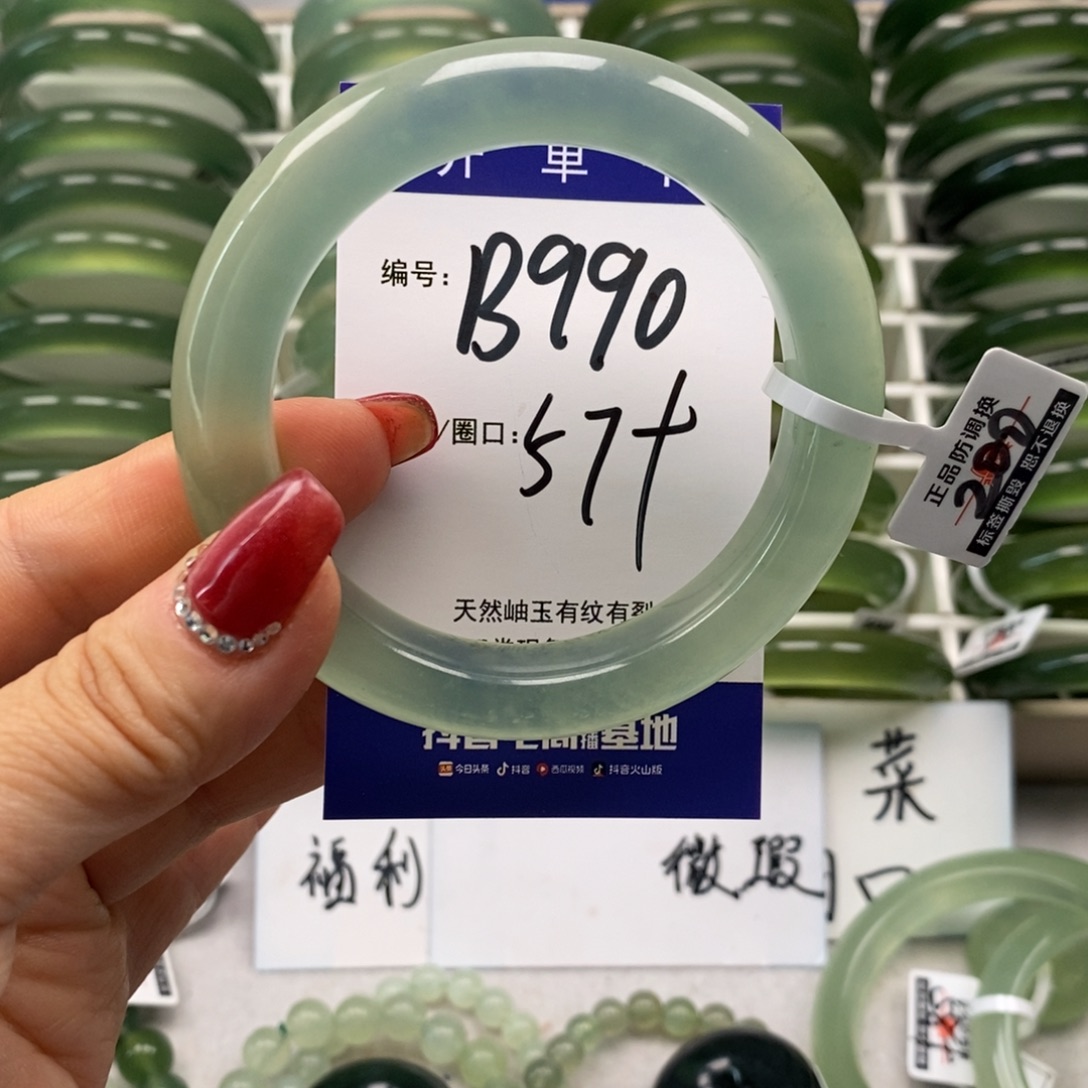 开 单 卡
编号: B990
/圈口: 57+
天然岫玉有纹有裂
抖音电商直播基地
今日头条 抖音 西瓜视频 抖音火山版
正品防调换
标签撕毁 恕不退换
福利
微瑕
菜
口